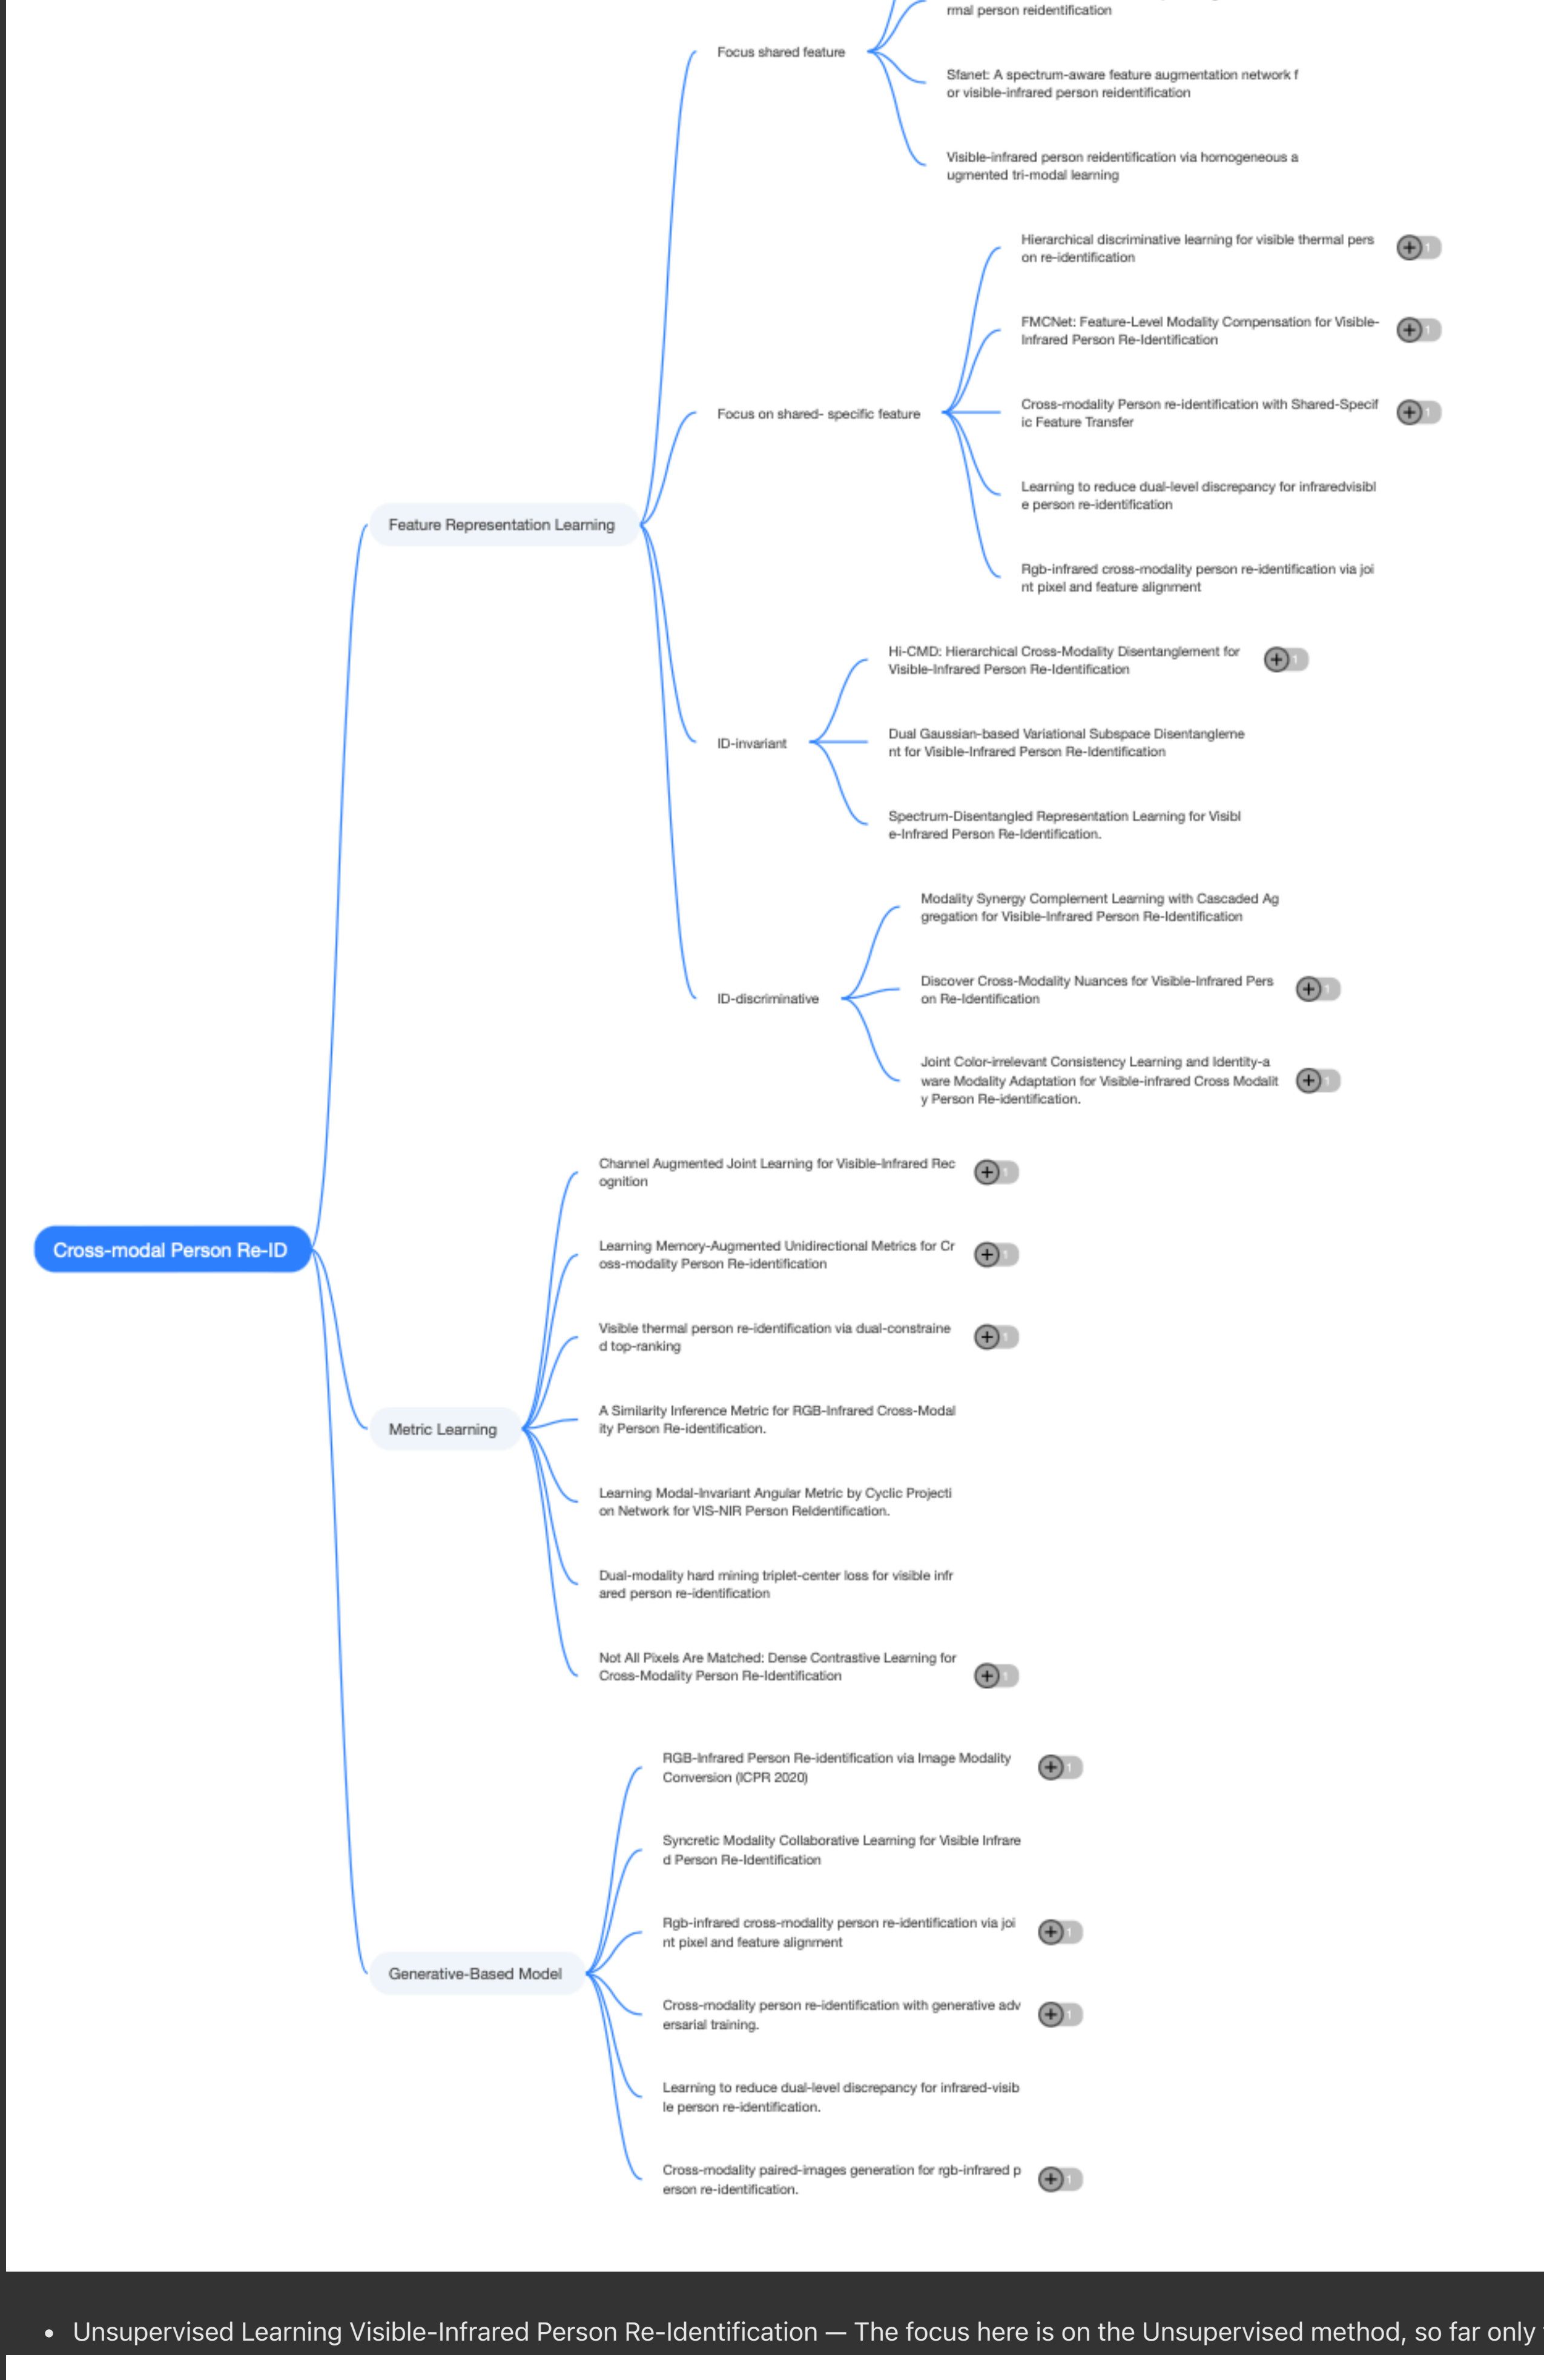 rmal person reidentification
Focus shared feature
Sfanet: A spectrum-aware feature augmentation network f
or visible-infrared person reidentification
Visible-infrared person reidentification via homogeneous a
ugmented tri-modal learning
Hierarchical discriminative learning for visible thermal pers
on re-identification
1
FMCNet: Feature-Level Modality Compensation for Visible-
Infrared Person Re-Identification
1
Focus on shared- specific feature
Cross-modality Person re-identification with Shared-Specif
ic Feature Transfer
1
Learning to reduce dual-level discrepancy for infraredvisibl
e person re-identification
Feature Representation Learning
Rgb-infrared cross-modality person re-identification via joi
nt pixel and feature alignment
Hi-CMD: Hierarchical Cross-Modality Disentanglement for
Visible-Infrared Person Re-Identification
1
ID-invariant
Dual Gaussian-based Variational Subspace Disentangleme
nt for Visible-Infrared Person Re-Identification
Spectrum-Disentangled Representation Learning for Visibl
e-Infrared Person Re-Identification.
Modality Synergy Complement Learning with Cascaded Ag
gregation for Visible-Infrared Person Re-Identification
ID-discriminative
Discover Cross-Modality Nuances for Visible-Infrared Pers
on Re-Identification
1
Joint Color-irrelevant Consistency Learning and Identity-a
ware Modality Adaptation for Visible-infrared Cross Modalit
y Person Re-identification.
1
Cross-modal Person Re-ID
Channel Augmented Joint Learning for Visible-Infrared Rec
ognition
1
Learning Memory-Augmented Unidirectional Metrics for Cr
oss-modality Person Re-identification
1
Visible thermal person re-identification via dual-constraine
d top-ranking
1
Metric Learning
A Similarity Inference Metric for RGB-Infrared Cross-Modal
ity Person Re-identification.
Learning Modal-Invariant Angular Metric by Cyclic Projecti
on Network for VIS-NIR Person ReIdentification.
Dual-modality hard mining triplet-center loss for visible infr
ared person re-identification
Not All Pixels Are Matched: Dense Contrastive Learning for
Cross-Modality Person Re-Identification
1
RGB-Infrared Person Re-identification via Image Modality
Conversion (ICPR 2020)
1
Syncretic Modality Collaborative Learning for Visible Infrare
d Person Re-Identification
Rgb-infrared cross-modality person re-identification via joi
nt pixel and feature alignment
1
Generative-Based Model
Cross-modality person re-identification with generative adv
ersarial training.
1
Learning to reduce dual-level discrepancy for infrared-visib
le person re-identification.
Cross-modality paired-images generation for rgb-infrared p
erson re-identification.
1
• Unsupervised Learning Visible-Infrared Person Re-Identification — The focus here is on the Unsupervised method, so far only